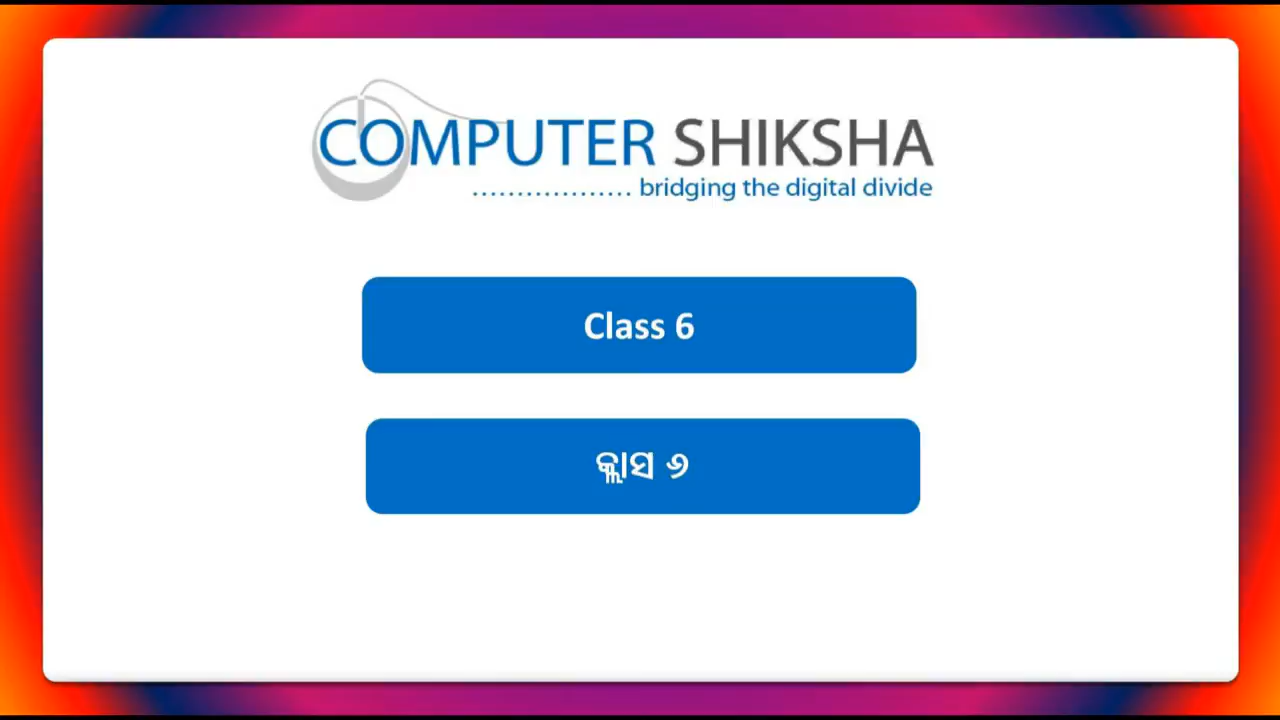 COMPUTER SHIKSHA
.................. bridging the digital divide
Class 6
କ୍ଲାସ ୬